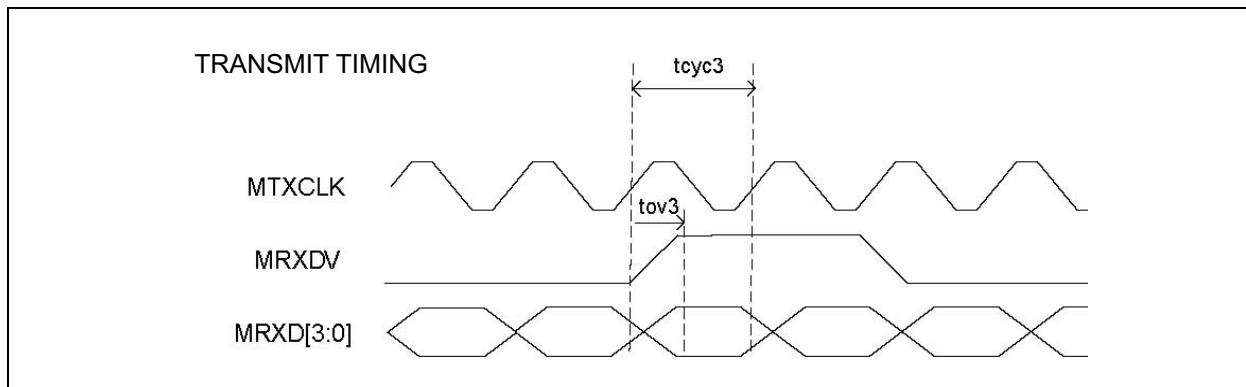 TRANSMIT TIMING
tcyc3
MTXCLK
tov3
MRXDV
MRXD[3:0]